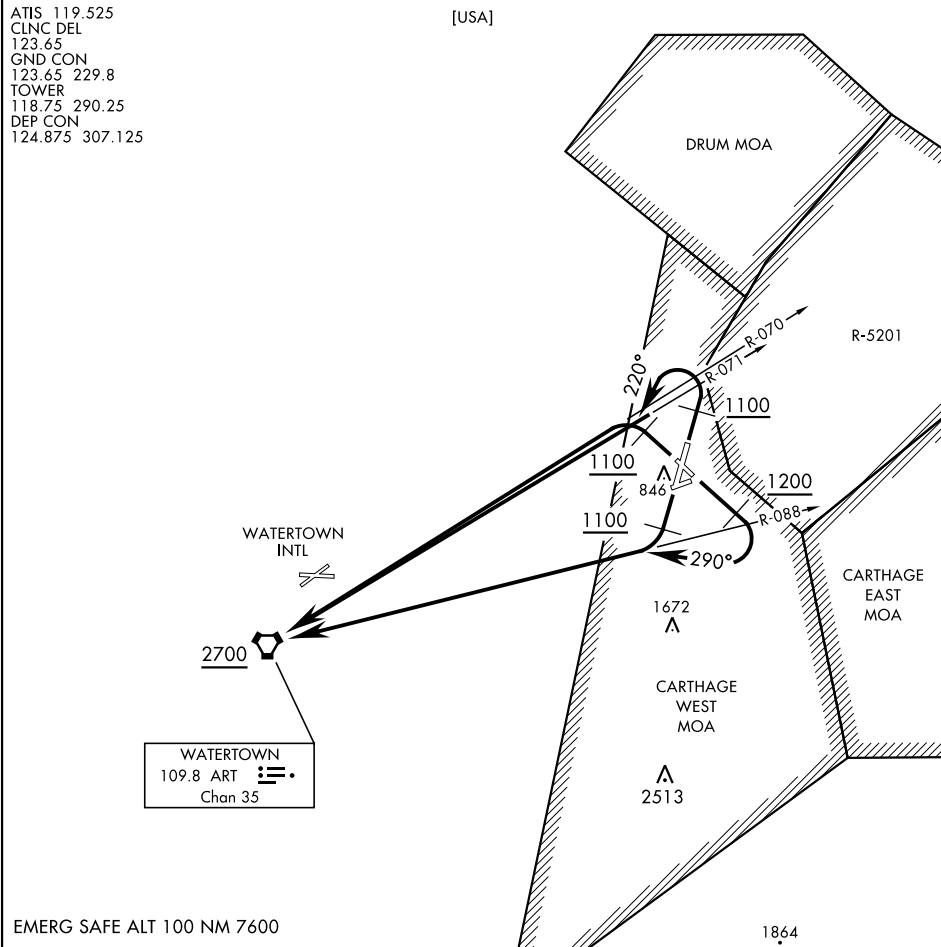 ATIS 119.525
CLNC DEL
123.65
GND CON
123.65 229.8
TOWER
118.75 290.25
DEP CON
124.875 307.125
[USA]
DRUM MOA
R-5201
R-070
R-071
220°
1100
1100
846
1200
1100
R-088
290°
WATERTOWN
INTL
CARTHAGE
EAST
MOA
1672
2700
CARTHAGE
WEST
MOA
WATERTOWN
109.8 ART
Chan 35
2513
EMERG SAFE ALT 100 NM 7600
1864